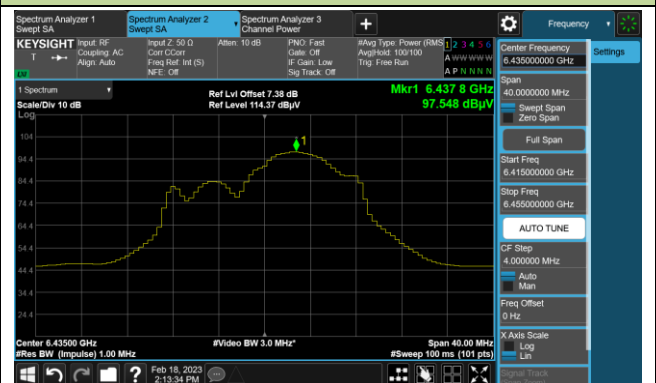 Spectrum Analyzer 1
Swept SA
Spectrum Analyzer 2
Swept SA
Spectrum Analyzer 3
Channel Power
+
Frequency
KEYSIGHT
T
LXI
Input: RF
Coupling: AC
Align: Auto
Input Z: 50 Ω
Corr CCorr
Freq Ref: Int (S)
NFE: Off
Atten: 10 dB
PNO: Fast
Gate: Off
IF Gain: Low
Sig Track: Off
#Avg Type: Power (RMS
Avg|Hold: 100/100
Trig: Free Run
1 2 3 4 5 6
A W W W W W
A P N N N N
1 Spectrum
Scale/Div 10 dB
Log
Ref Lvl Offset 7.38 dB
Ref Level 114.37 dBµV
Mkr1 6.437 8 GHz
97.548 dBµV
1
104
94.4
84.4
74.4
64.4
54.4
44.4
34.4
24.4
Center 6.43500 GHz
#Res BW (Impulse) 1.00 MHz
#Video BW 3.0 MHz*
Span 40.00 MHz
#Sweep 100 ms (101 pts)
Center Frequency
6.435000000 GHz
Settings
Span
40.0000000 MHz
Swept Span
Zero Span
Full Span
Start Freq
6.415000000 GHz
Stop Freq
6.455000000 GHz
AUTO TUNE
CF Step
4.000000 MHz
Auto
Man
Freq Offset
0 Hz
X Axis Scale
Log
Lin
Signal Track
?
Feb 18, 2023
2:13:34 PM